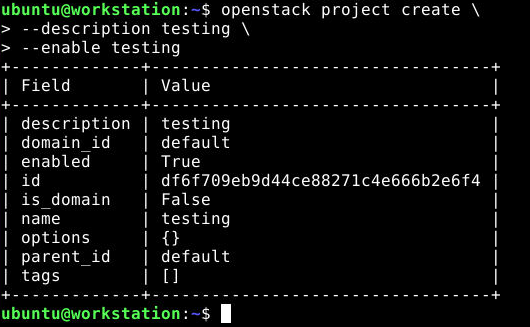 ubuntu@workstation:~$ openstack project create \
> --description testing \
> --enable testing
+-------------+----------------------------------+
| Field       | Value                            |
+-------------+----------------------------------+
| description | testing                          |
| domain_id   | default                          |
| enabled     | True                             |
| id          | df6f709eb9d44ce88271c4e666b2e6f4 |
| is_domain   | False                            |
| name        | testing                          |
| options     | {}                               |
| parent_id   | default                          |
| tags        | []                               |
+-------------+----------------------------------+
ubuntu@workstation:~$